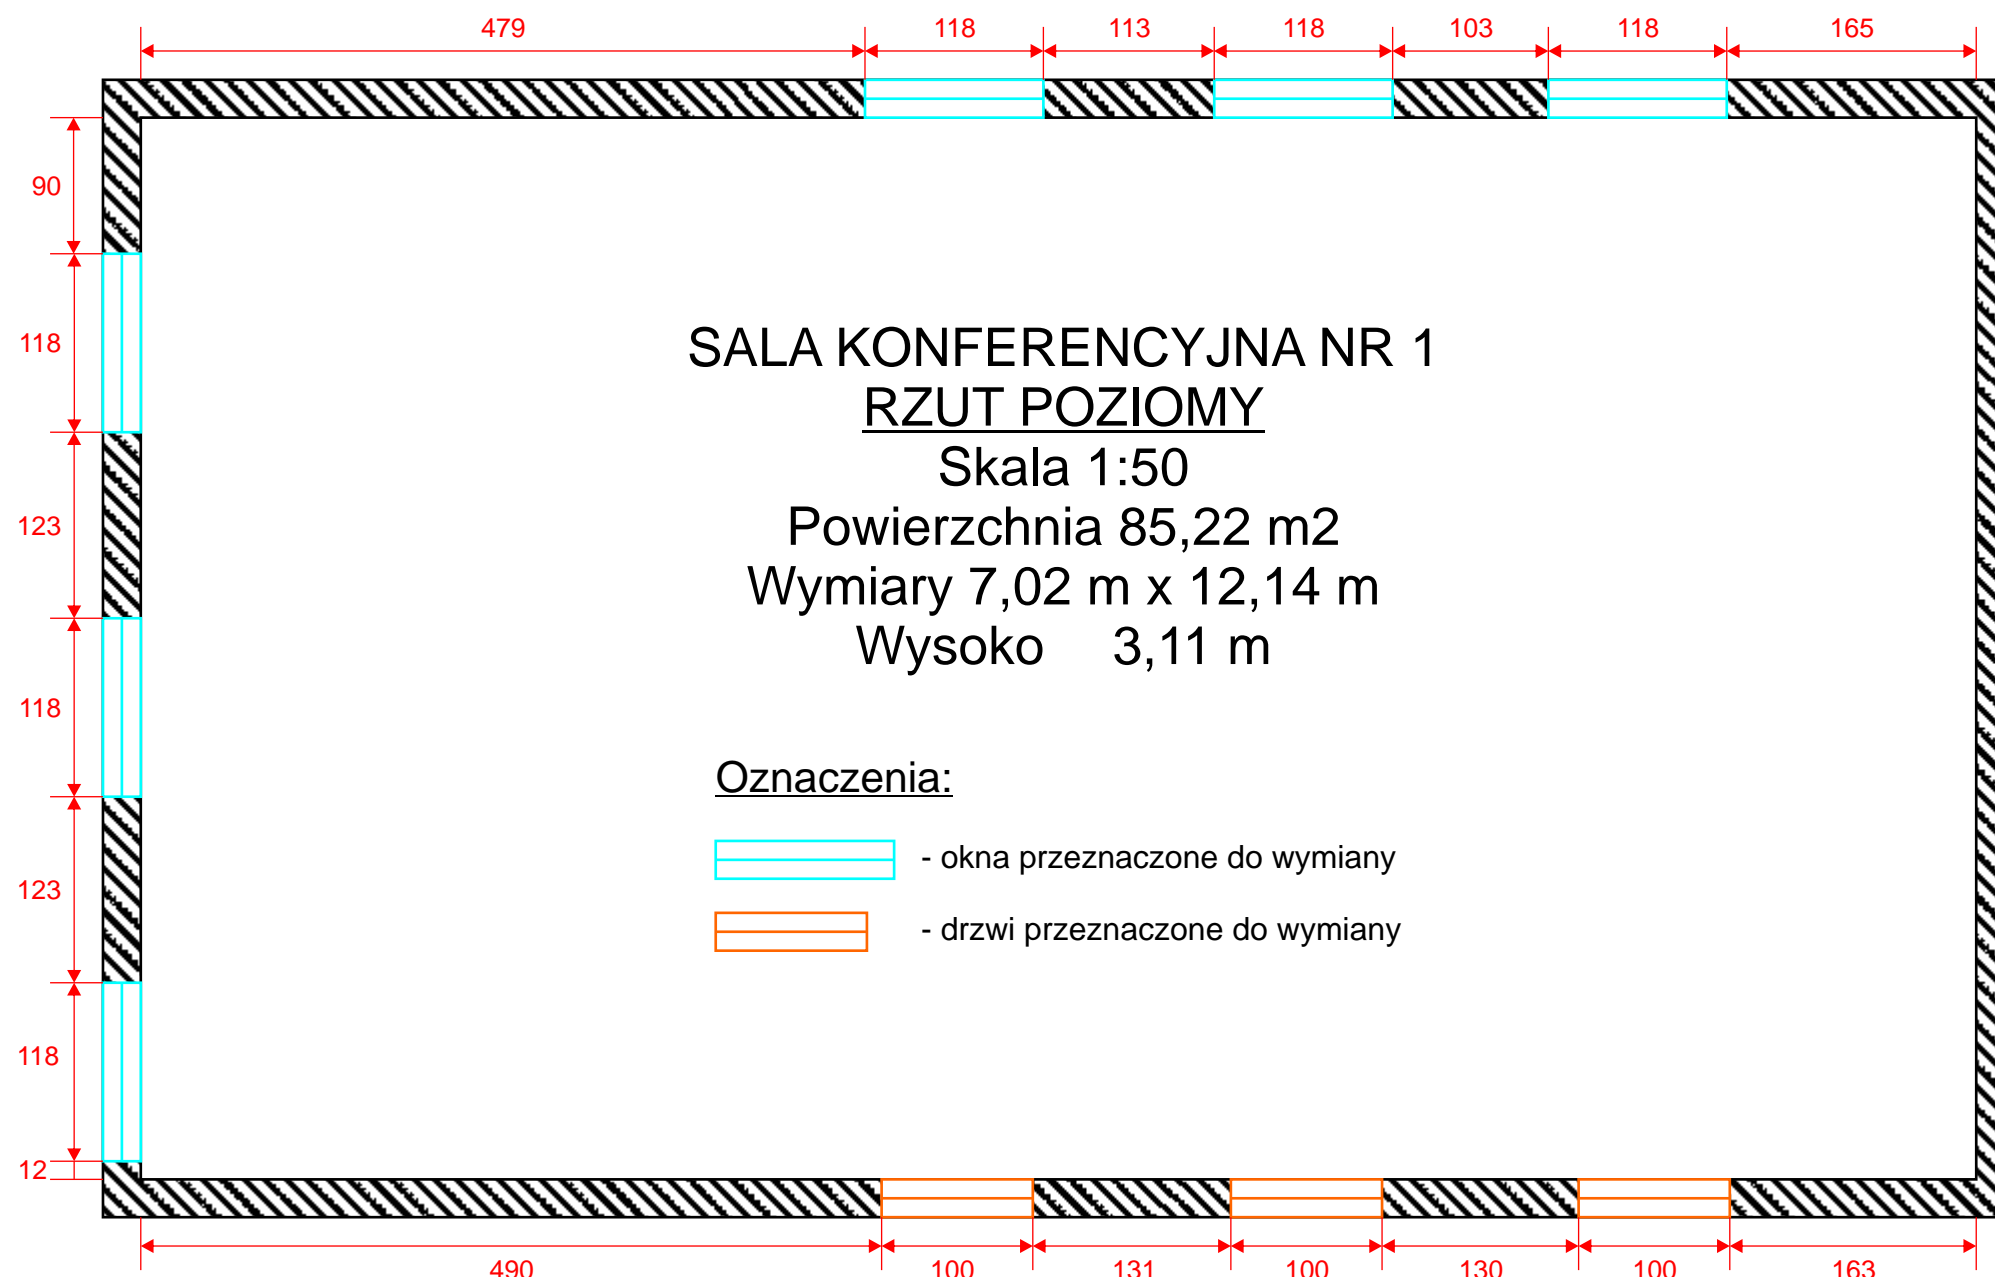 479 118 113 118 103 118 165
90
118
123
118
123
118
12
SALA KONFERENCYJNA NR 1
RZUT POZIOMY
Skala 1:50
Powierzchnia 85,22 m2
Wymiary 7,02 m x 12,14 m
Wysoko 3,11 m
Oznaczenia:
- okna przeznaczone do wymiany
- drzwi przeznaczone do wymiany
490 100 131 100 130 100 163